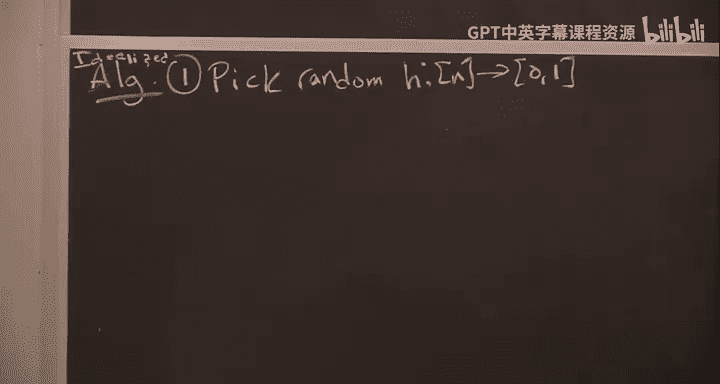 GPT中英字幕课程资源 bilibili
Idealized
Alg. ① Pick random h: [n] → [0,1]